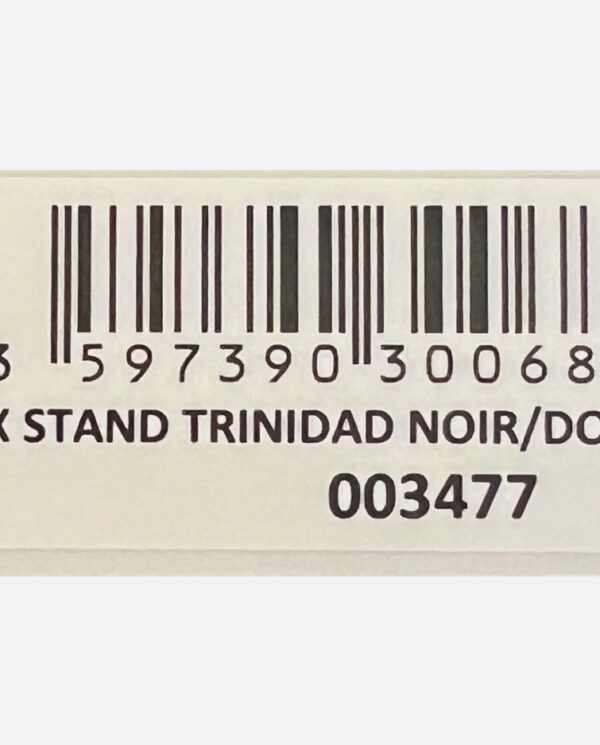 3 597390 30068
X STAND TRINIDAD NOIR/DO
003477